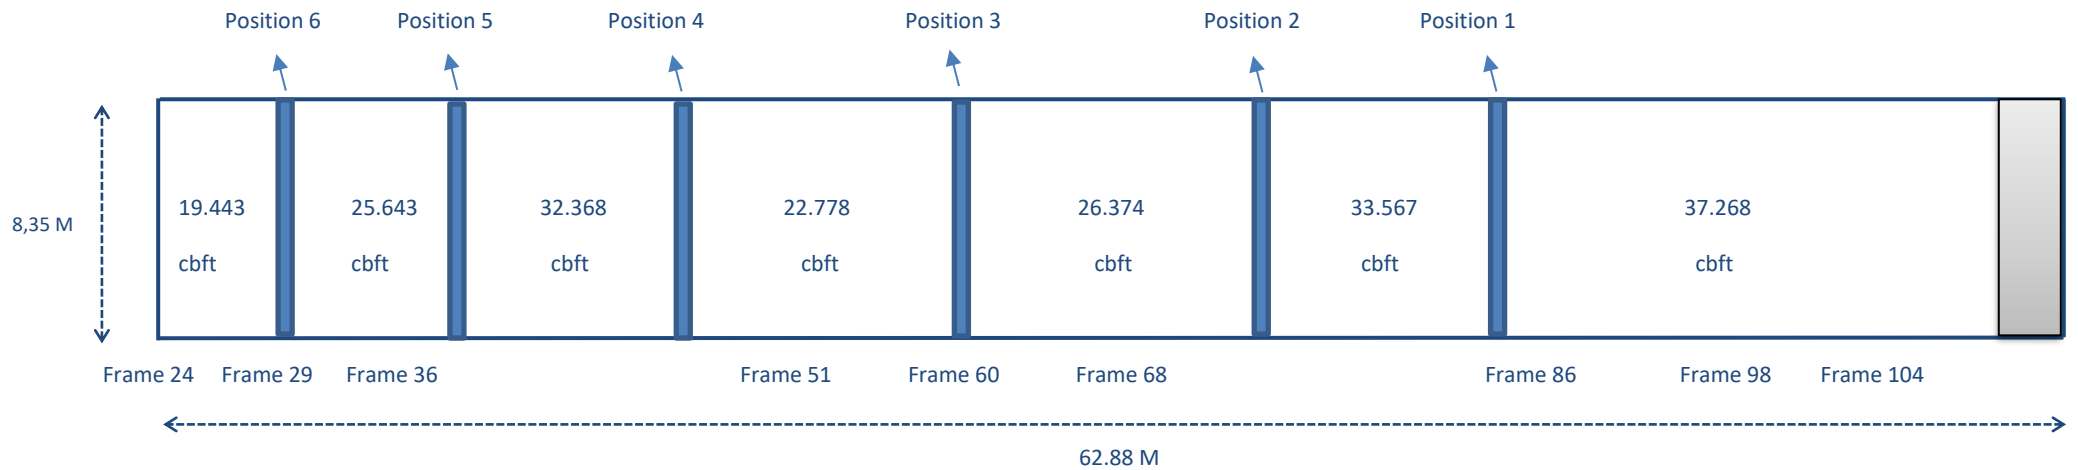 Position 6 Position 5 Position 4 Position 3 Position 2 Position 1
19.443 25.643 32.368 22.778 26.374 33.567 37.268
8,35 M
cbft cbft cbft cbft cbft cbft cbft
Frame 24 Frame 29 Frame 36 Frame 51 Frame 60 Frame 68 Frame 86 Frame 98 Frame 104
62.88 M